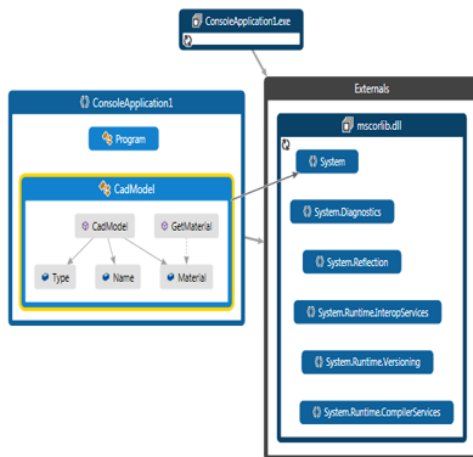 ConsoleApplication1.exe
Externals
ConsoleApplication1
Program
CadModel
CadModel
GetMaterial
Type
Name
Material
mscorlib.dll
System
System.Diagnostics
System.Reflection
System.Runtime.InteropServices
System.Runtime.Versioning
System.Runtime.CompilerServices